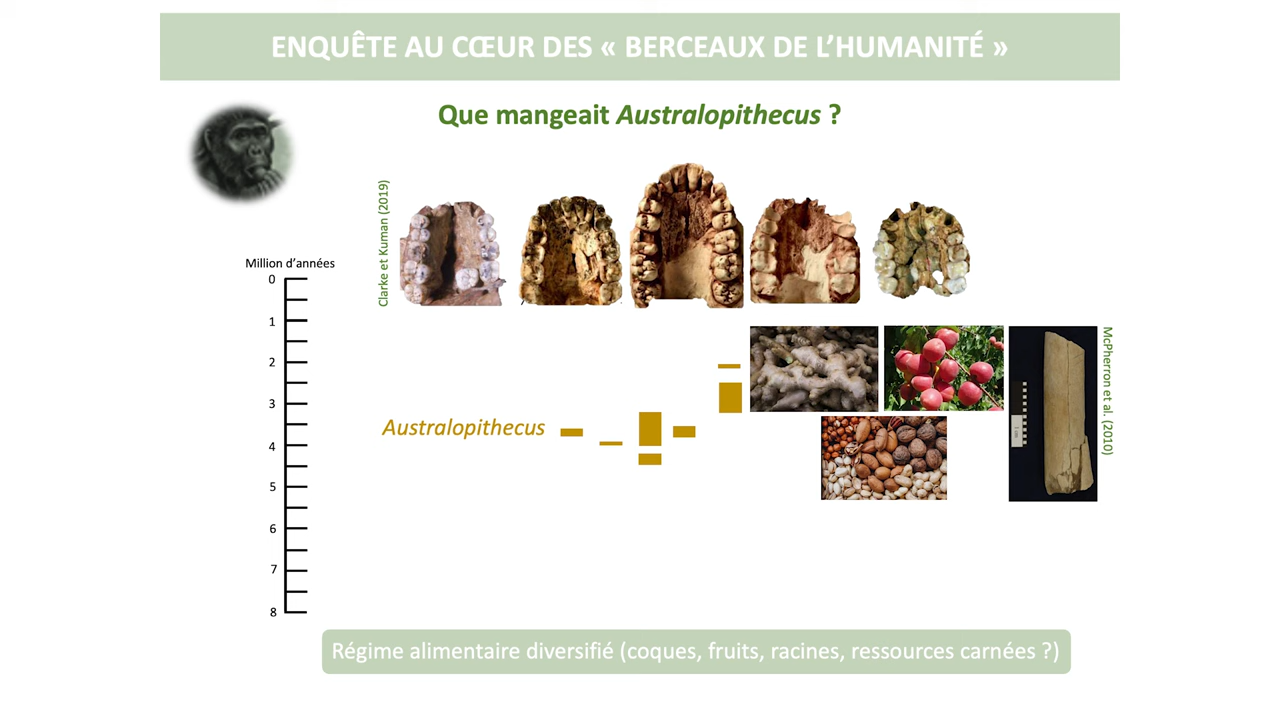 ENQUÊTE AU CŒUR DES « BERCEAUX DE L’HUMANITÉ »
Que mangeait Australopithecus ?
Clarke et Kuman (2019)
Million d’années
0
1
2
3
4
5
6
7
8
Australopithecus
McPherron et al. (2010)
1 cm
Régime alimentaire diversifié (coques, fruits, racines, ressources carnées ?)